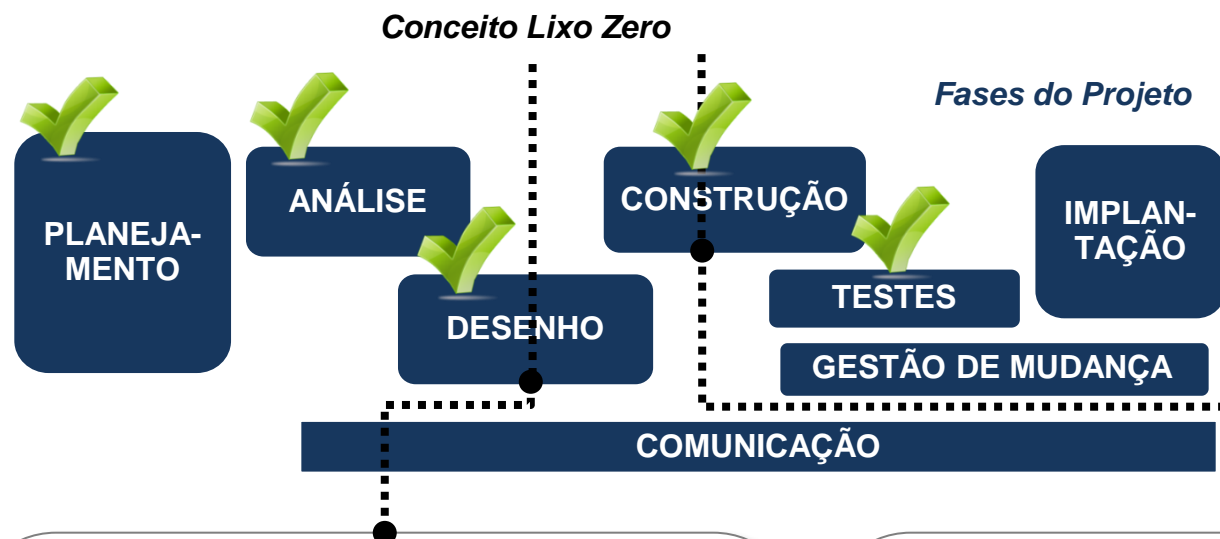 Conceito Lixo Zero
Fases do Projeto
PLANEJA-
MENTO
ANÁLISE
DESENHO
CONSTRUÇÃO
TESTES
IMPLAN-
TAÇÃO
GESTÃO DE MUDANÇA
COMUNICAÇÃO